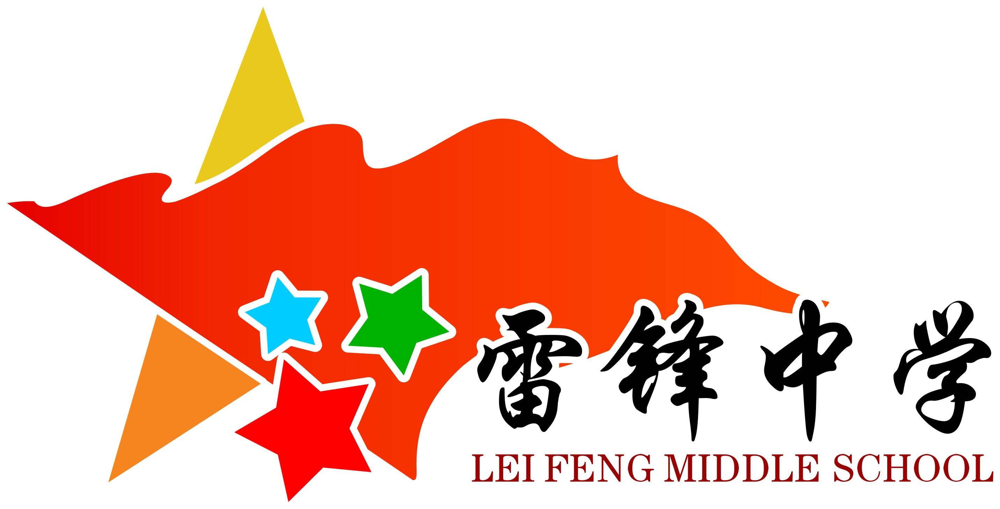 雷锋中学
LEI FENG MIDDLE SCHOOL